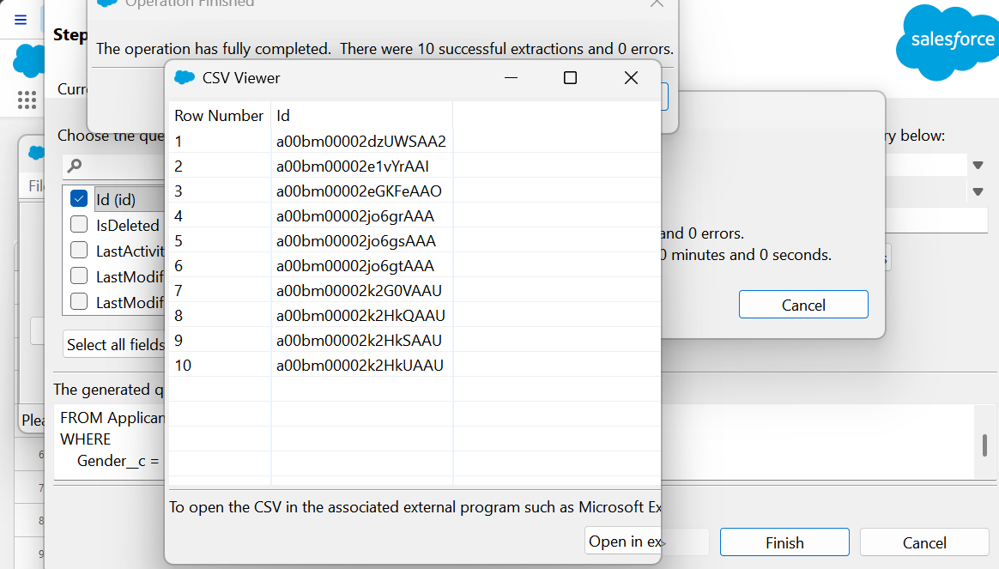 Operation Finished
Step
salesforce
The operation has fully completed.  There were 10 successful extractions and 0 errors.
CSV Viewer
Curr
Row Number Id
Choose the que
ry below:
1 a00bm00002dzUWSAA2
2 a00bm00002e1vYrAAI
Fil
3 a00bm00002eGKFeAAO
Id (id)
4 a00bm00002jo6grAAA
IsDeleted
and 0 errors.
5 a00bm00002jo6gsAAA
LastActivit
0 minutes and 0 seconds.
6 a00bm00002jo6gtAAA
s
LastModif
7 a00bm00002k2G0VAAU
LastModif
Cancel
8 a00bm00002k2HkQAAU
9 a00bm00002k2HkSAAU
Select all fields
10 a00bm00002k2HkUAAU
The generated q
Plea
FROM Applican
WHERE
6
Gender__c =
7
To open the CSV in the associated external program such as Microsoft Ex
8
Open in ex
>
Finish
Cancel
9